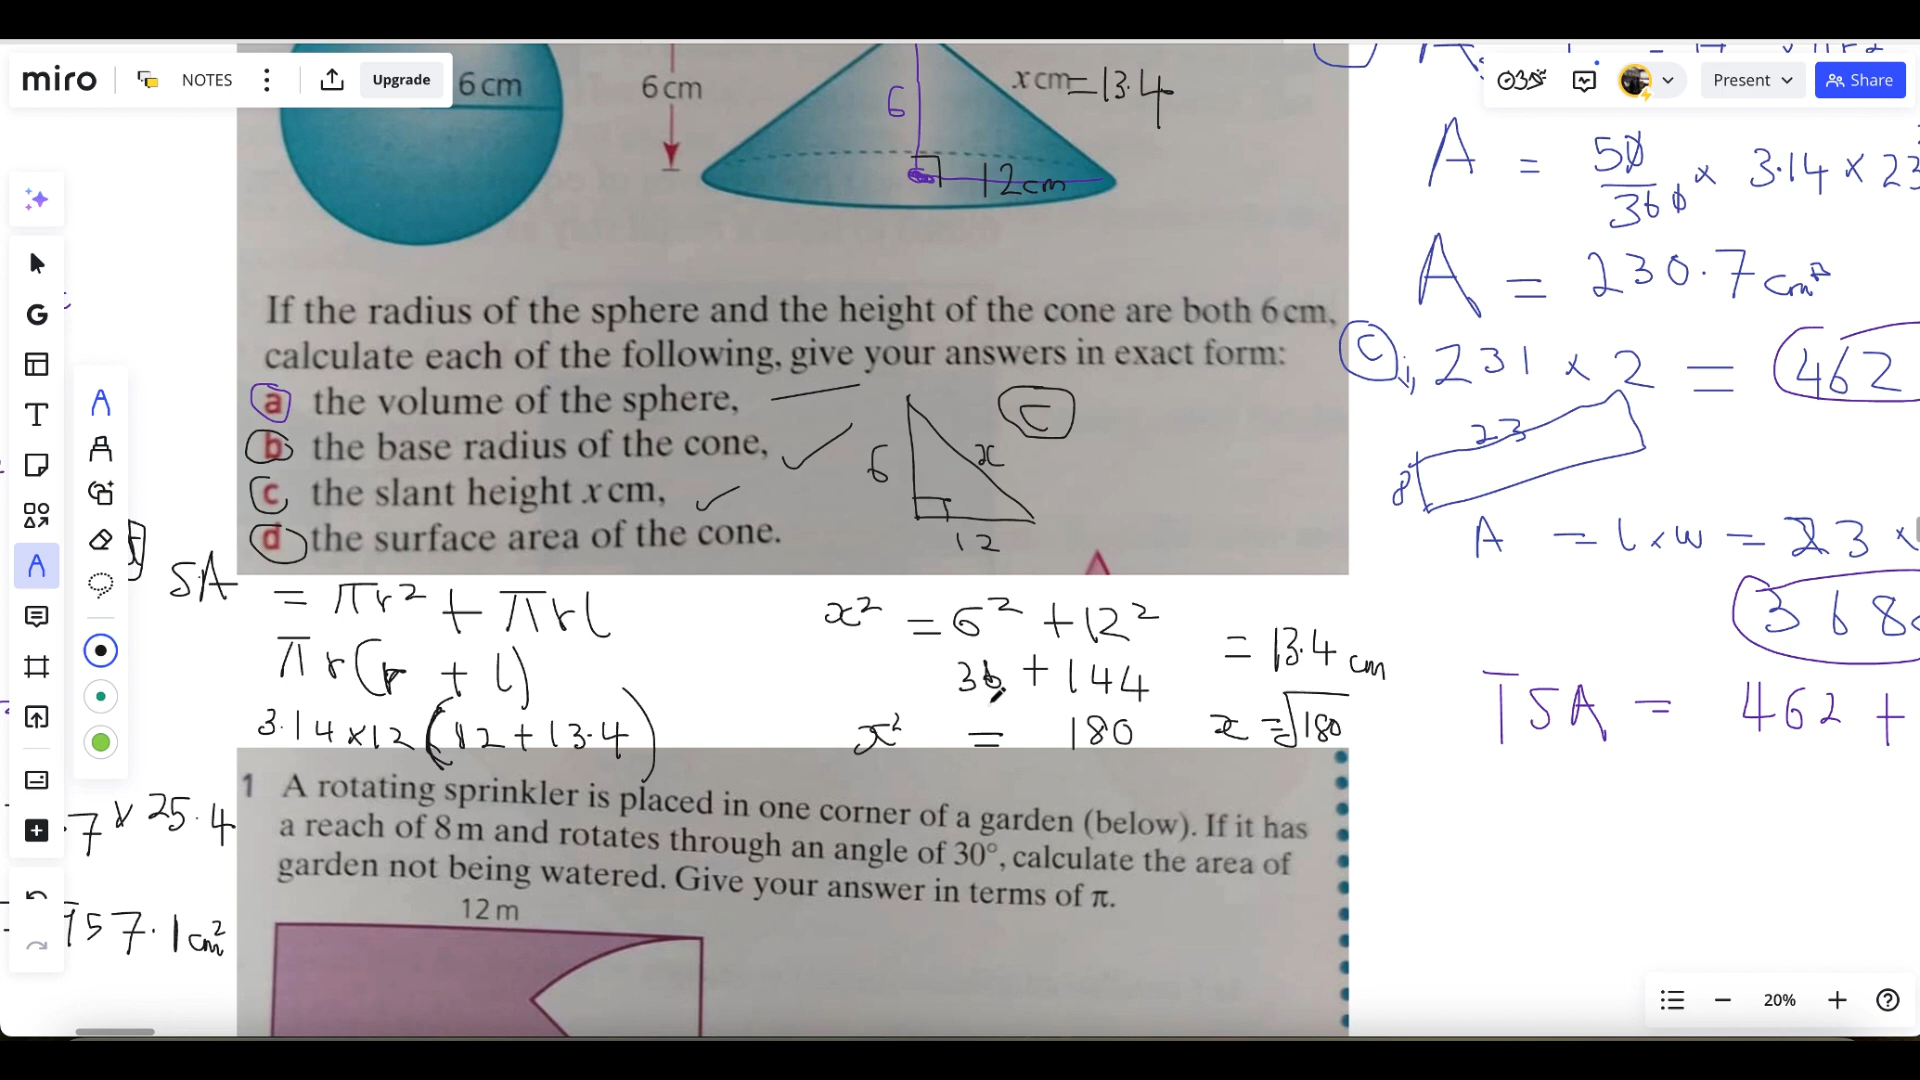 miro NOTES Upgrade
Present Share
6 cm
6 cm
6
x cm = 13.4
12 cm
If the radius of the sphere and the height of the cone are both 6 cm,
calculate each of the following, give your answers in exact form:
a the volume of the sphere,
b the base radius of the cone,
c the slant height x cm,
d the surface area of the cone.
C
6
x
12
SA = πr² + πrl
πr(r + l)
3.14 × 12 (12 + 13.4)
.7 × 25.4
957.1 cm²
x² = 6² + 12²
36 + 144
x² = 180
= 13.4 cm
x = √180
1 A rotating sprinkler is placed in one corner of a garden (below). If it has
a reach of 8 m and rotates through an angle of 30°, calculate the area of
garden not being watered. Give your answer in terms of π.
12 m
A = 50/360 × 3.14 × 23
A = 230.7 cm²
C 231 × 2 = 462
23
8
A = l × w = 23 ×
368
TSA = 462 +
20%